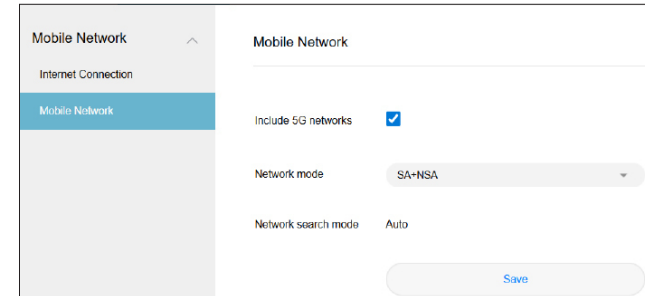 Mobile Network
Internet Connection
Mobile Network
Mobile Network
Include 5G networks
Network mode SA+NSA
Network search mode Auto
Save